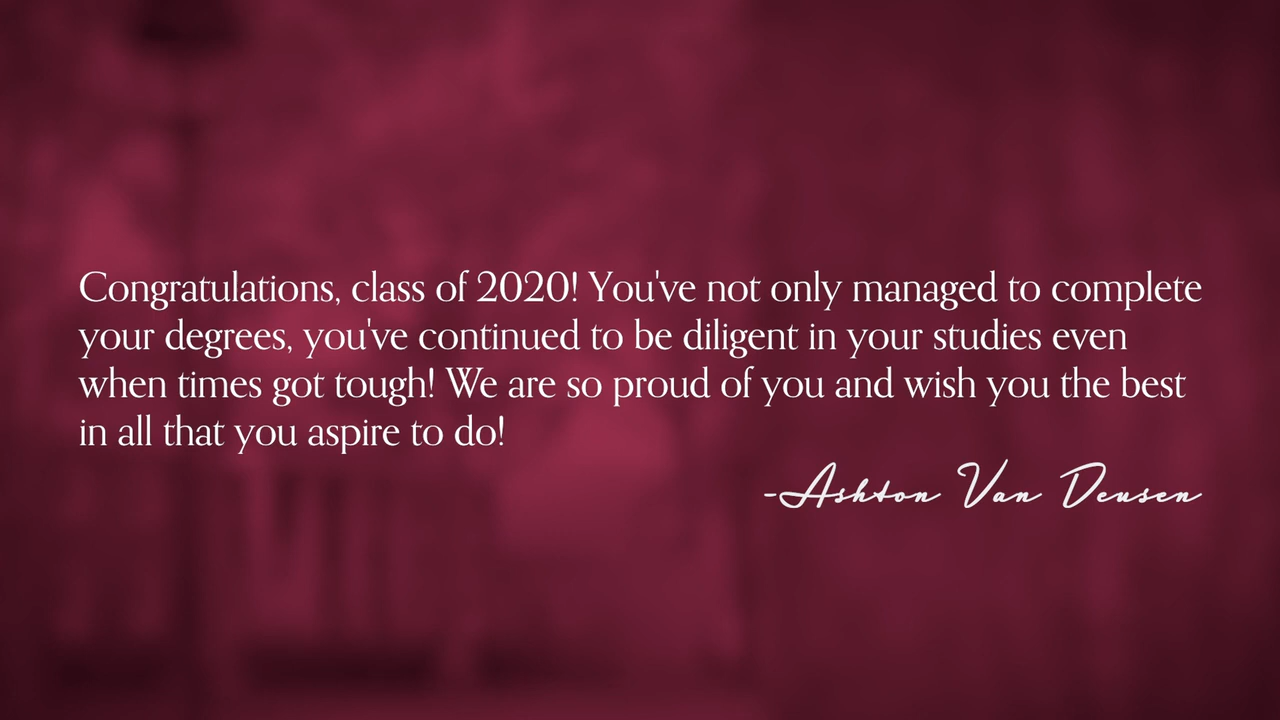 Congratulations, class of 2020! You've not only managed to complete
your degrees, you've continued to be diligent in your studies even
when times got tough! We are so proud of you and wish you the best
in all that you aspire to do!
-Ashton Van Deusen